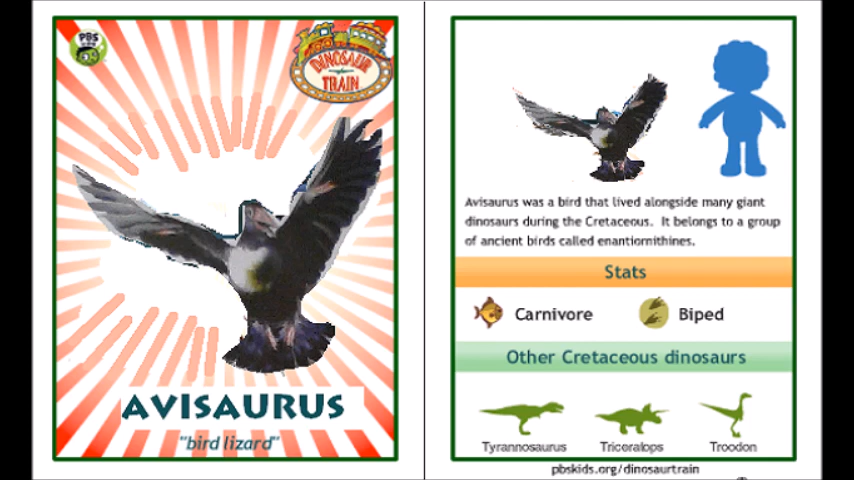 PBS
KIDS
DINOSAUR
TRAIN
AVISAURUS
"bird lizard"
Avisaurus was a bird that lived alongside many giant
dinosaurs during the Cretaceous. It belongs to a group
of ancient birds called enantiornithines.
Stats
Carnivore
Biped
Other Cretaceous dinosaurs
Tyrannosaurus
Triceralops
Troodon
pbskids.org/dinosaurtrain